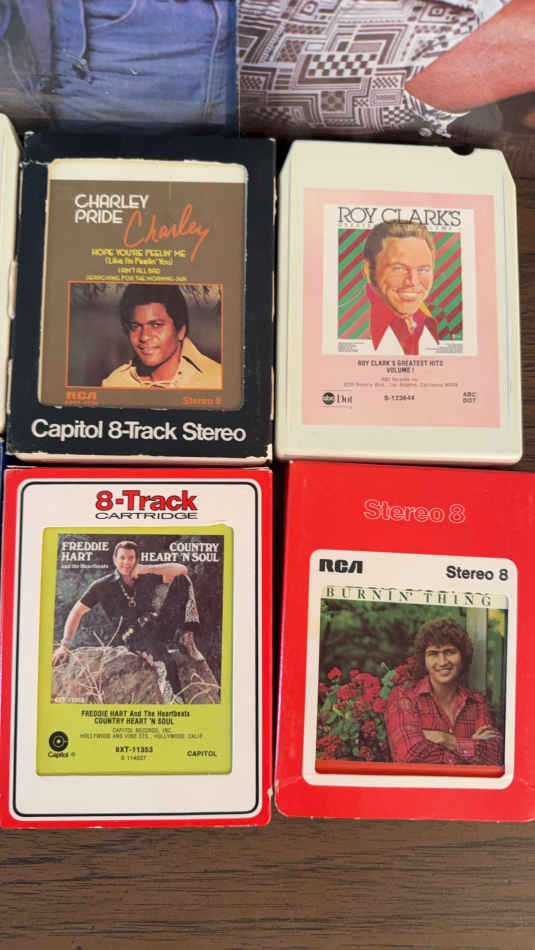 CHARLEY
PRIDE
Charley
HOPE YOU'RE FEELIN' ME
(Like I'm Feelin' You)
I AIN'T ALL BAD
SEARCHING FOR THE MORNING SUN
RCA
Stereo 8
Capitol 8-Track Stereo
ROY CLARK'S
ROY CLARK'S GREATEST HITS
VOLUME I
ABC Records Inc
abc Dot
S-123644
ABC
DOT
8-Track
CARTRIDGE
FREDDIE
HART
and the Heartbeats
COUNTRY
HEART 'N SOUL
FREDDIE HART And The Heartbeats
COUNTRY HEART 'N SOUL
CAPITOL RECORDS, INC.
HOLLYWOOD AND VINE STS., HOLLYWOOD, CALIF.
Capitol ®
8XT-11353
CAPITOL
S 114027
Stereo 8
RCA
Stereo 8
BURNIN' THING